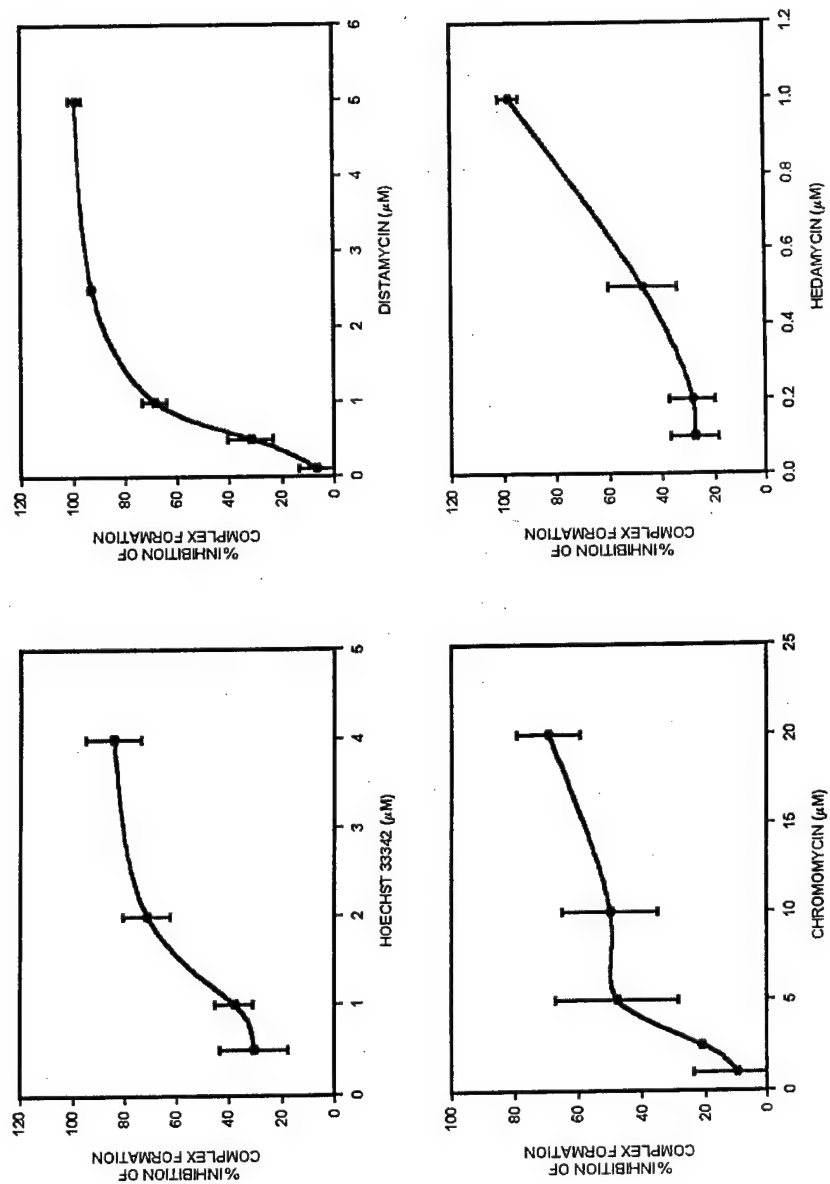 % INHIBITION OF
COMPLEX FORMATION
120
100
80
60
40
20
0
0 1 2 3 4 5
HOECHST 33342 (μM)
% INHIBITION OF
COMPLEX FORMATION
120
100
80
60
40
20
0
0 1 2 3 4 5 6
DISTAMYCIN (μM)
% INHIBITION OF
COMPLEX FORMATION
100
80
60
40
20
0
0 5 10 15 20 25
CHROMOMYCIN (μM)
% INHIBITION OF
COMPLEX FORMATION
120
100
80
60
40
20
0
0.0 0.2 0.4 0.6 0.8 1.0 1.2
HEDAMYCIN (μM)